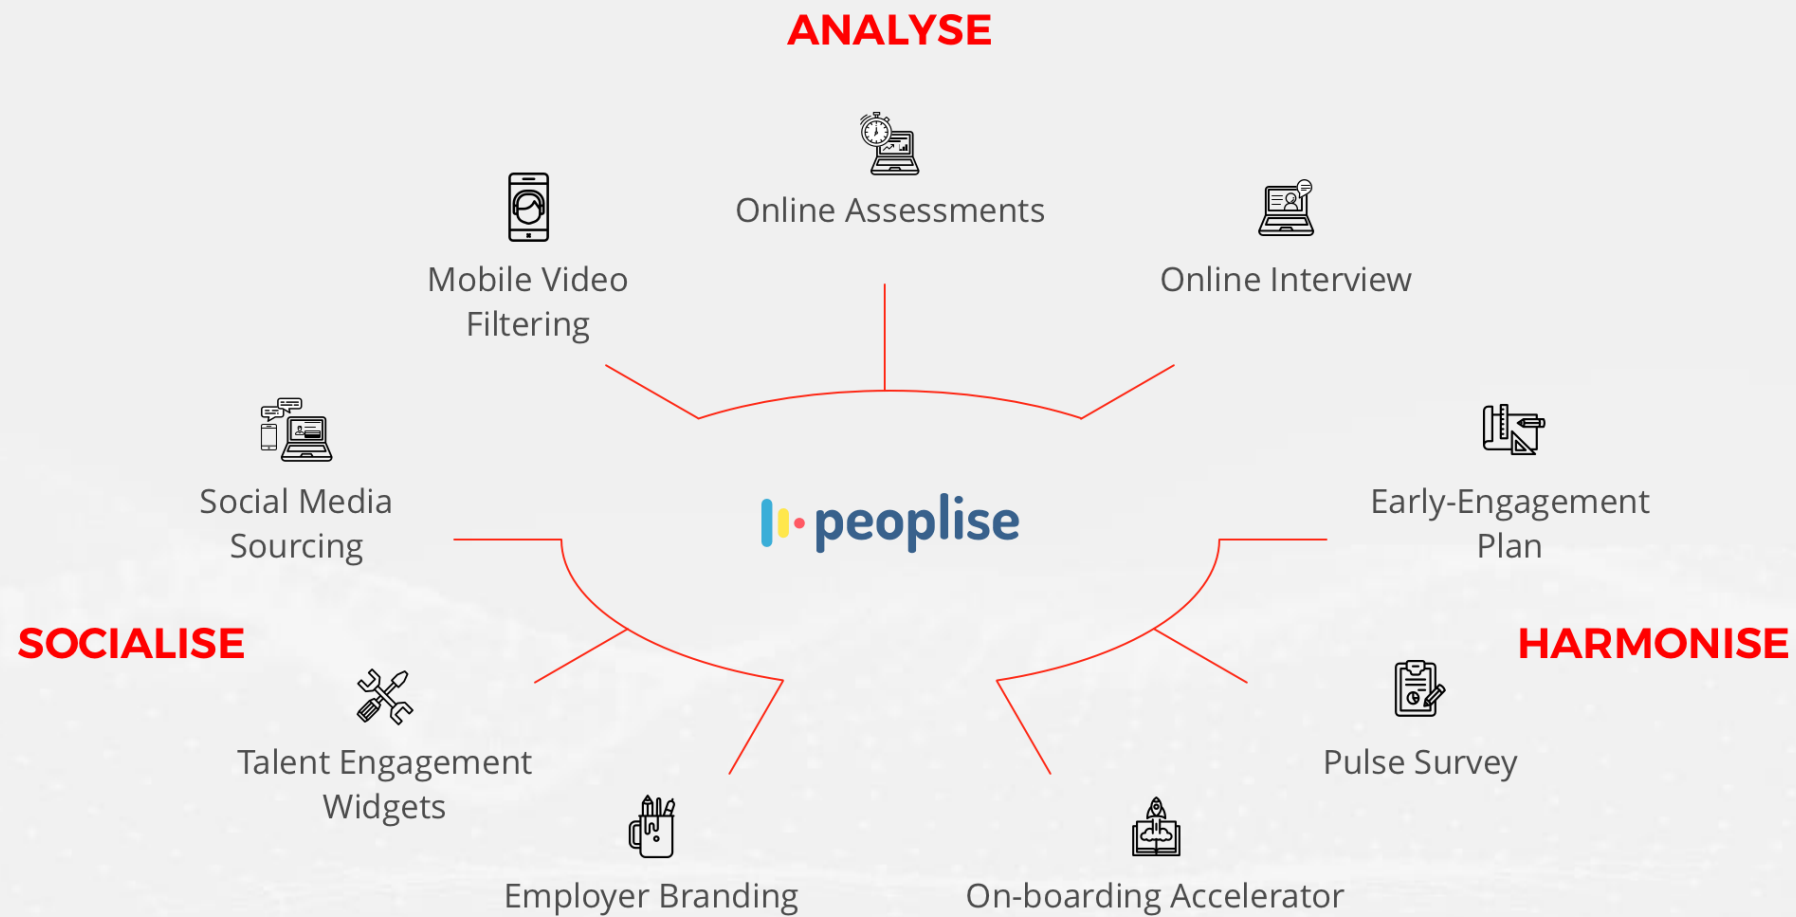 ANALYSE
Online Assessments
Mobile Video
Filtering
Online Interview
Social Media
Sourcing
peoplise
Early-Engagement
Plan
SOCIALISE
HARMONISE
Talent Engagement
Widgets
Pulse Survey
Employer Branding
On-boarding Accelerator